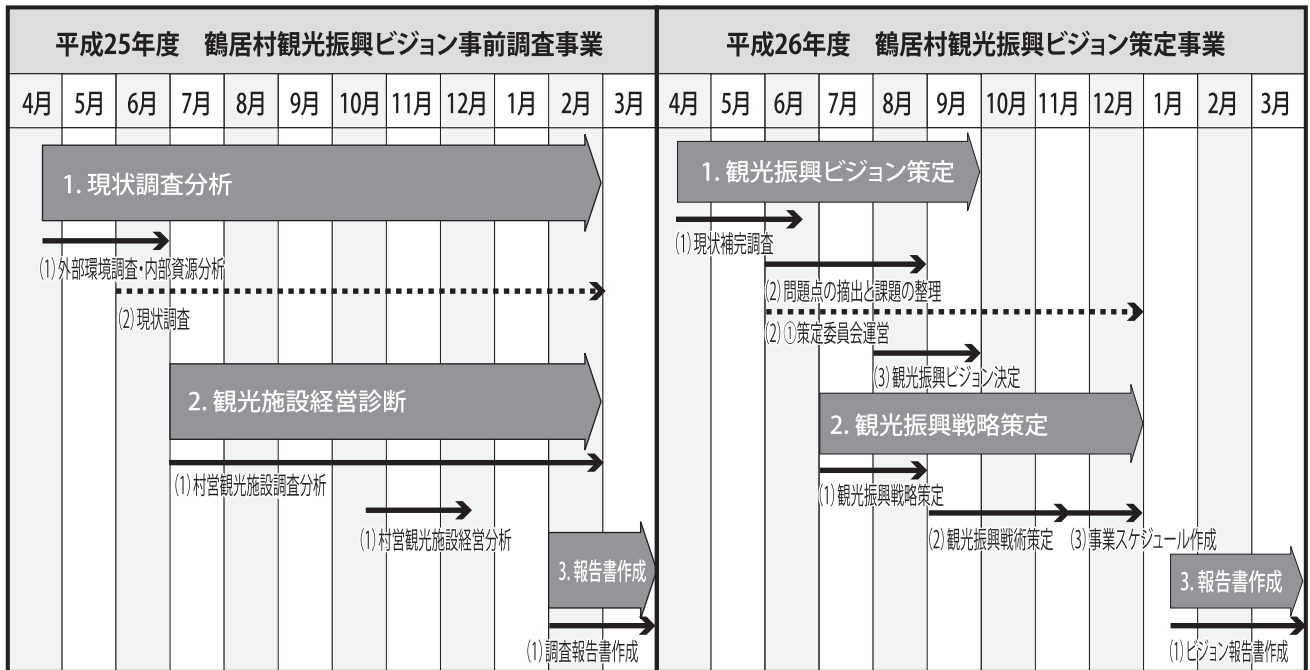 平成25年度　鶴居村観光振興ビジョン事前調査事業
4月 5月 6月 7月 8月 9月 10月 11月 12月 1月 2月 3月
1. 現状調査分析
(1) 外部環境調査・内部資源分析
(2) 現状調査
2. 観光施設経営診断
(1) 村営観光施設調査分析
(1) 村営観光施設経営分析
3. 報告書作成
(1) 調査報告書作成
平成26年度　鶴居村観光振興ビジョン策定事業
4月 5月 6月 7月 8月 9月 10月 11月 12月 1月 2月 3月
1. 観光振興ビジョン策定
(1) 現状補完調査
(2) 問題点の摘出と課題の整理
(2) ①策定委員会運営
(3) 観光振興ビジョン決定
2. 観光振興戦略策定
(1) 観光振興戦略策定
(2) 観光振興戦術策定 (3) 事業スケジュール作成
3. 報告書作成
(1) ビジョン報告書作成